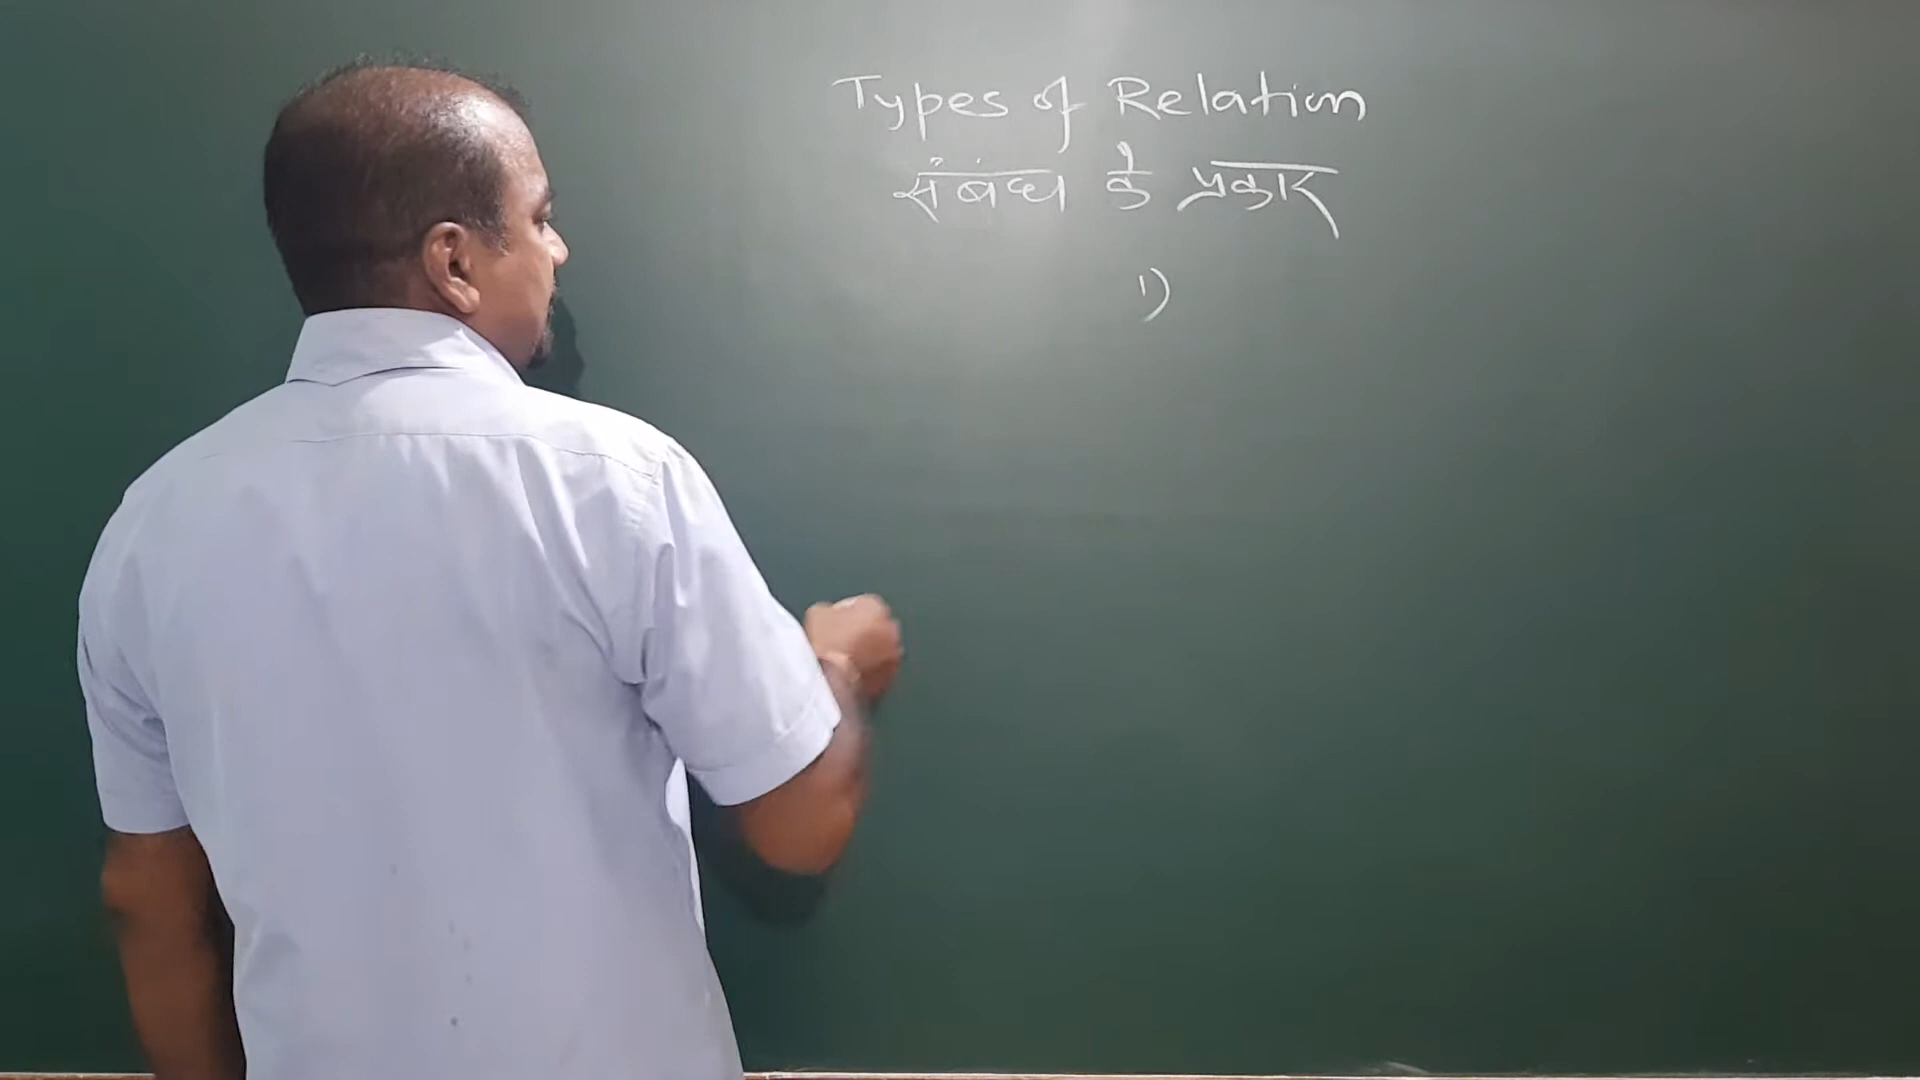 Types of Relation
संबंध के प्रकार
1)